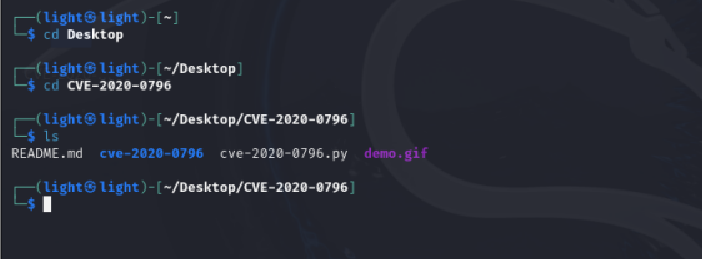 ┌──(light㉿light)-[~]
└─$ cd Desktop
┌──(light㉿light)-[~/Desktop]
└─$ cd CVE-2020-0796
┌──(light㉿light)-[~/Desktop/CVE-2020-0796]
└─$ ls
README.md  cve-2020-0796  cve-2020-0796.py  demo.gif
┌──(light㉿light)-[~/Desktop/CVE-2020-0796]
└─$